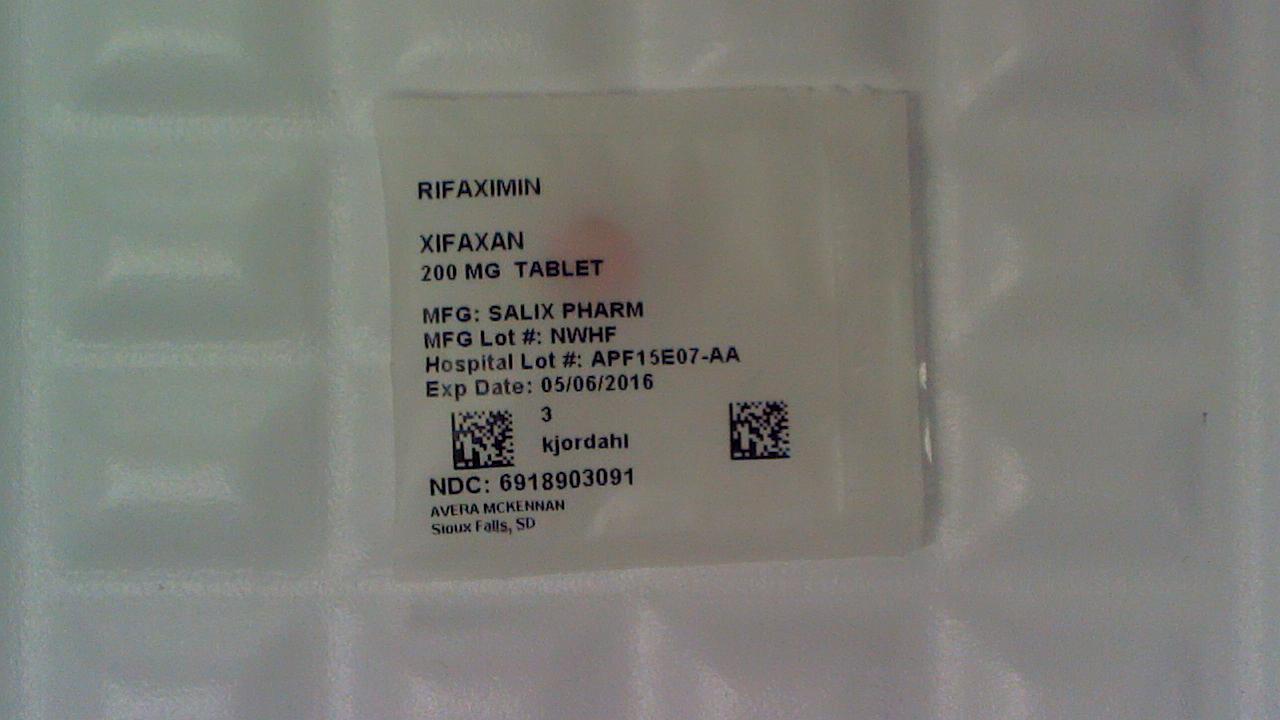 RIFAXIMIN
XIFAXAN
200 MG TABLET
MFG: SALIX PHARM
MFG Lot #: NWHF
Hospital Lot #: APF15E07-AA
Exp Date: 05/06/2016
3
kjordahl
NDC: 6918903091
AVERA MCKENNAN
Sioux Falls, SD